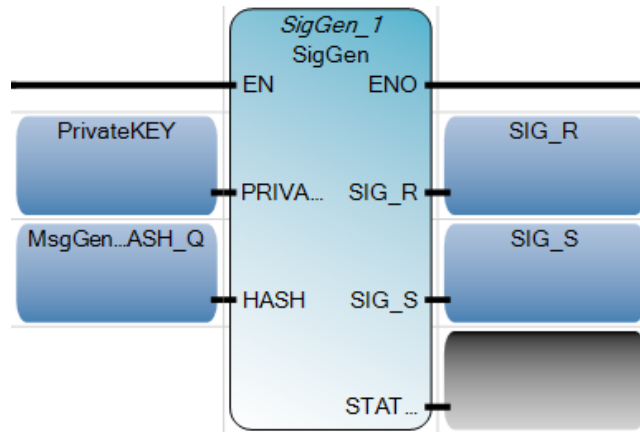 SigGen_1
SigGen
EN ENO
PrivateKEY
SIG_R
PRIVA... SIG_R
MsgGen...ASH_Q
SIG_S
HASH SIG_S
STAT...